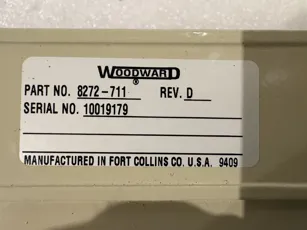 WOODWARD
®
PART NO. 8272-711 REV. D
SERIAL NO. 10019179
MANUFACTURED IN FORT COLLINS CO. U.S.A. 9409